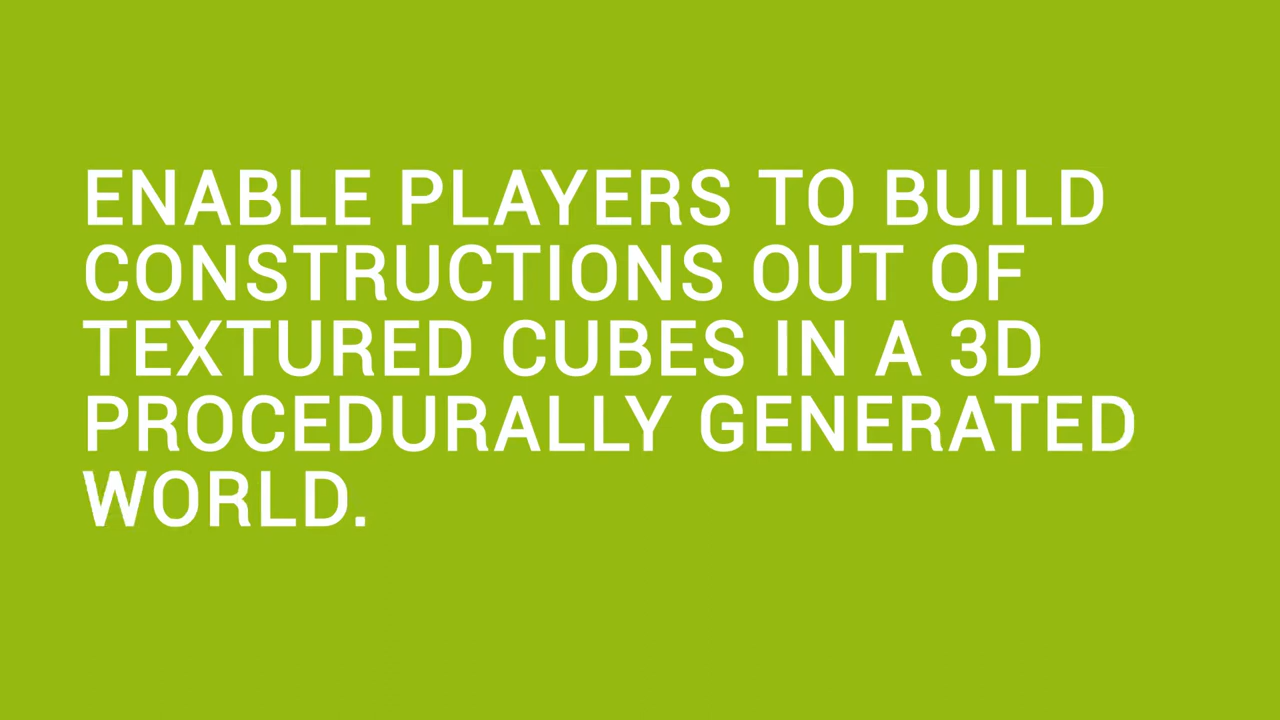 ENABLE PLAYERS TO BUILD
CONSTRUCTIONS OUT OF
TEXTURED CUBES IN A 3D
PROCEDURALLY GENERATED
WORLD.